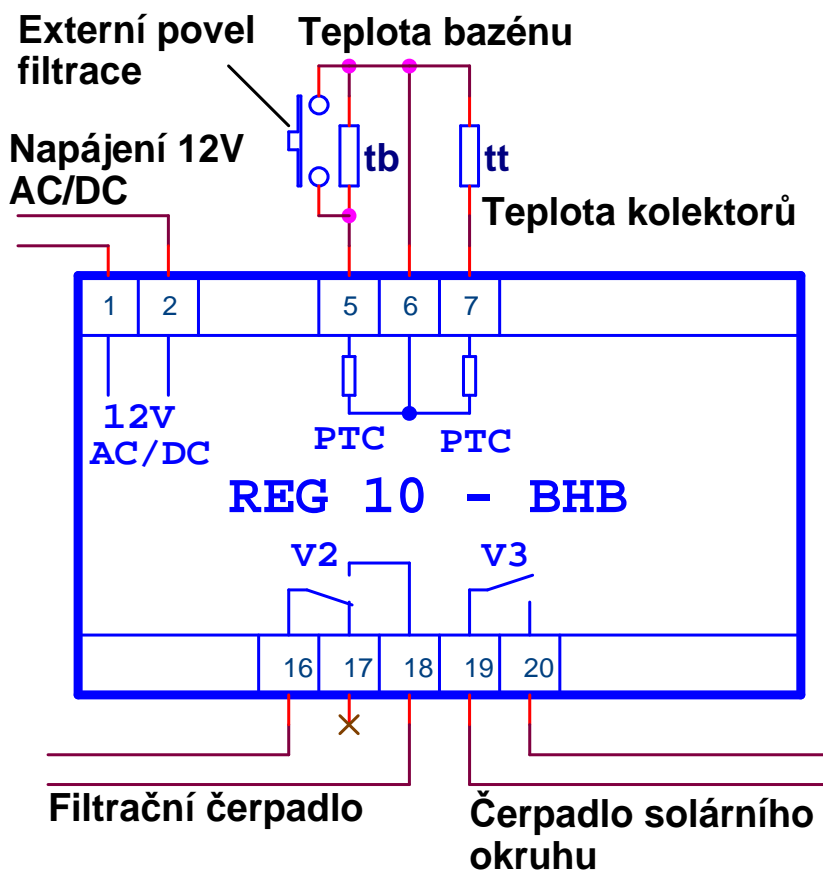 Externí povel
filtrace
Teplota bazénu
Napájení 12V
AC/DC
tb
tt
Teplota kolektorů
1 2 5 6 7
12V
AC/DC
PTC PTC
REG 10 - BHB
V2 V3
16 17 18 19 20
Filtrační čerpadlo
Čerpadlo solárního
okruhu